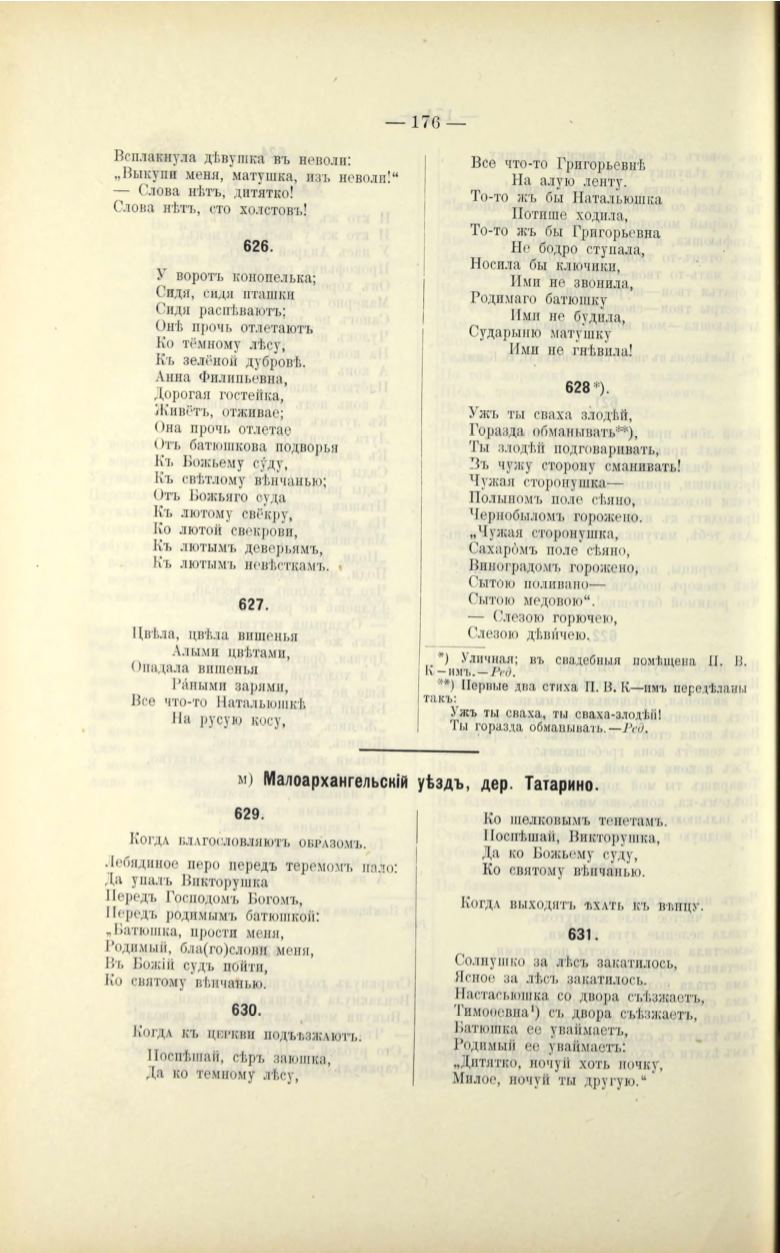 — 176 —
Всплакнула дѣвушка въ неволи:
„Выкупи меня, матушка, изъ неволи!“
— Слова нѣтъ, дитятко!
Слова нѣтъ, сто холстовъ!
626.
У воротъ конопелька;
Сидя, сидя пташки
Сидя распѣваютъ;
Онѣ прочь отлетаютъ
Ко тёмному лѣсу,
Къ зелёной дубровѣ.
Анна Филипьевна,
Дорогая гостейка,
Живётъ, отживае;
Она прочь отлетае
Отъ батюшкова подворья
Къ Божьему су́ду,
Къ свѣтлому вѣнчанью;
Отъ Божьяго суда
Къ лютому свёкру,
Ко лютой свекрови,
Къ лютымъ деверьямъ,
Къ лютымъ невѣсткамъ.
627.
Цвѣла, цвѣла вишенья
Алыми цвѣтами,
Опадала вишенья
Ра́ными зарями,
Все что-то Натальюшкѣ
На русую косу,
Все что-то Григорьевнѣ
На алую ленту.
То-то жъ бы Натальюшка
Потише ходила,
То-то жъ бы Григорьевна
Не бодро ступала,
Носила бы ключики,
Ими не звонила,
Родимаго батюшку
Ими не будила,
Сударыню матушку
Ими не гнѣвила!
628*).
Ужъ ты сваха злодѣй,
Горазда обманывать**),
Ты злодѣй подговаривать,
Въ чужу сторону сманивать!
Чужая сторонушка—
Полыномъ поле сѣяно,
Чернобыломъ горожено.
„Чужая сторонушка,
Сахаро́мъ поле сѣяно,
Виноградомъ горожено,
Сытою поливано—
Сытою медовою“.
— Слезою горючею,
Слезою дѣви́чею.
*) Уличная; въ свадебныя помѣщена П. В.
К—имъ.—Ред.
**) Первые два стиха П. В. К—имъ передѣланы
такъ:
Ужъ ты сваха, ты сваха-злодѣй!
Ты горазда обманывать.—Ред.
м) Малоархангельскій уѣздъ, дер. Татарино.
629.
Когда благословляютъ образомъ.
Лебядиное перо передъ теремомъ пало:
Да упалъ Викторушка
Передъ Господомъ Богомъ,
Передъ родимымъ батюшкой:
„Батюшка, прости меня,
Родимый, бла(го)слови меня,
Въ Божій судъ пойти,
Ко святому вѣнчанью.
630.
Когда къ церкви подъѣзжаютъ.
Поспѣшай, сѣръ заюшка,
Да ко темному лѣсу,
Ко шелковымъ тенетамъ.
Поспѣшай, Викторушка,
Да ко Божьему суду,
Ко святому вѣнчанью.
Когда выходятъ ѣхать къ вѣнцу.
631.
Солнушко за лѣсъ закатилось,
Ясное за лѣсъ закатилось.
Настасьюшка со двора съѣзжаетъ,
Тимоѳевна¹) съ двора съѣзжаетъ,
Батюшка ее уваймаетъ,
Родимый ее уваймаетъ:
„Дитятко, ночуй хоть ночку,
Милое, ночуй ты другую.“